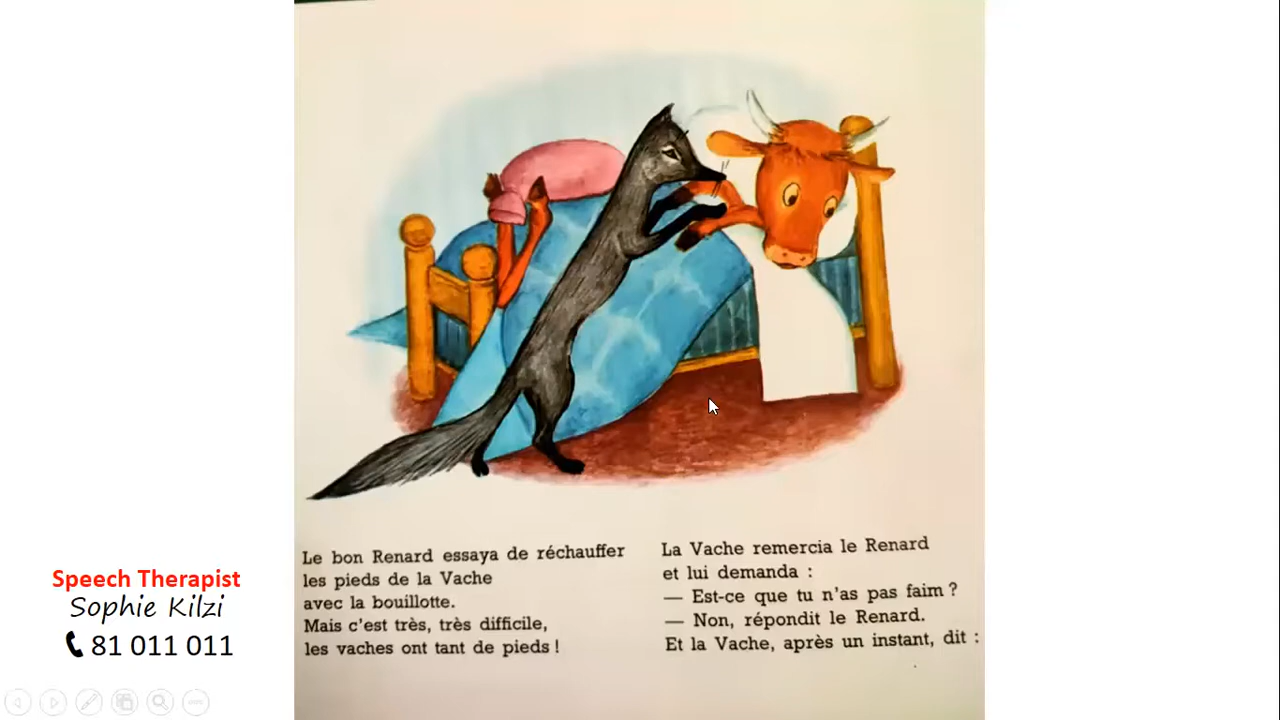 Le bon Renard essaya de réchauffer
les pieds de la Vache
avec la bouillotte.
Mais c'est très, très difficile,
les vaches ont tant de pieds !
La Vache remercia le Renard
et lui demanda :
— Est-ce que tu n'as pas faim ?
— Non, répondit le Renard.
Et la Vache, après un instant, dit :
Speech Therapist
Sophie Kilzi
81 011 011